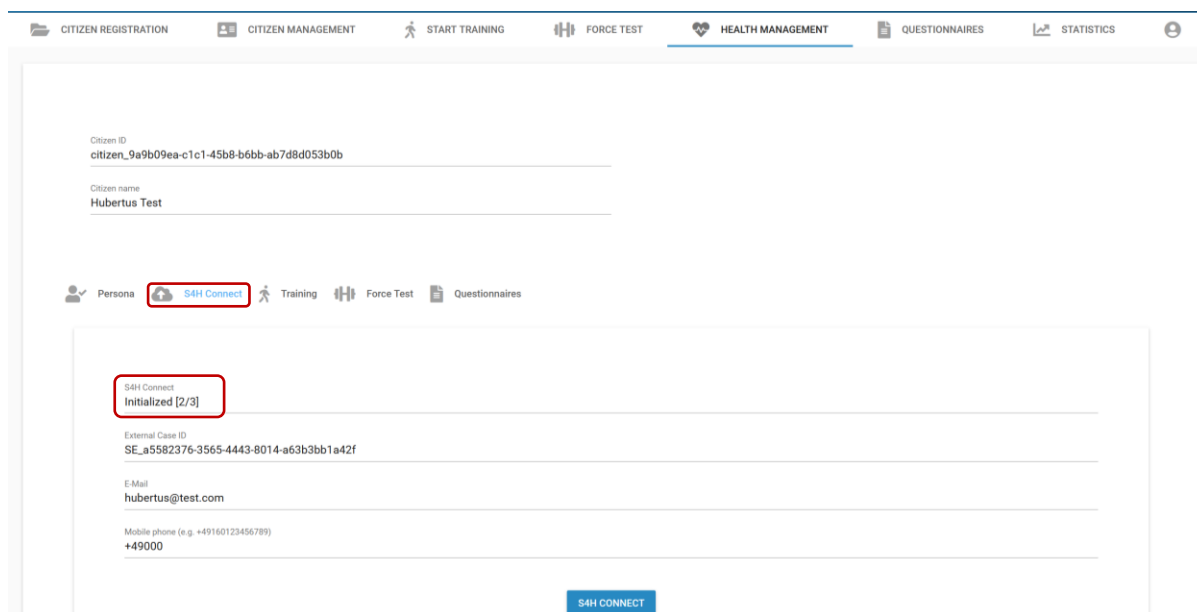 CITIZEN REGISTRATION CITIZEN MANAGEMENT START TRAINING FORCE TEST HEALTH MANAGEMENT QUESTIONNAIRES STATISTICS
Citizen ID
citizen_9a9b09ea-c1c1-45b8-b6bb-ab7d8d053b0b
Citizen name
Hubertus Test
Persona S4H Connect Training Force Test Questionnaires
S4H Connect
Initialized [2/3]
External Case ID
SE_a5582376-3565-4443-8014-a63b3bb1a42f
E-Mail
hubertus@test.com
Mobile phone (e.g. +49160123456789)
+49000
S4H CONNECT